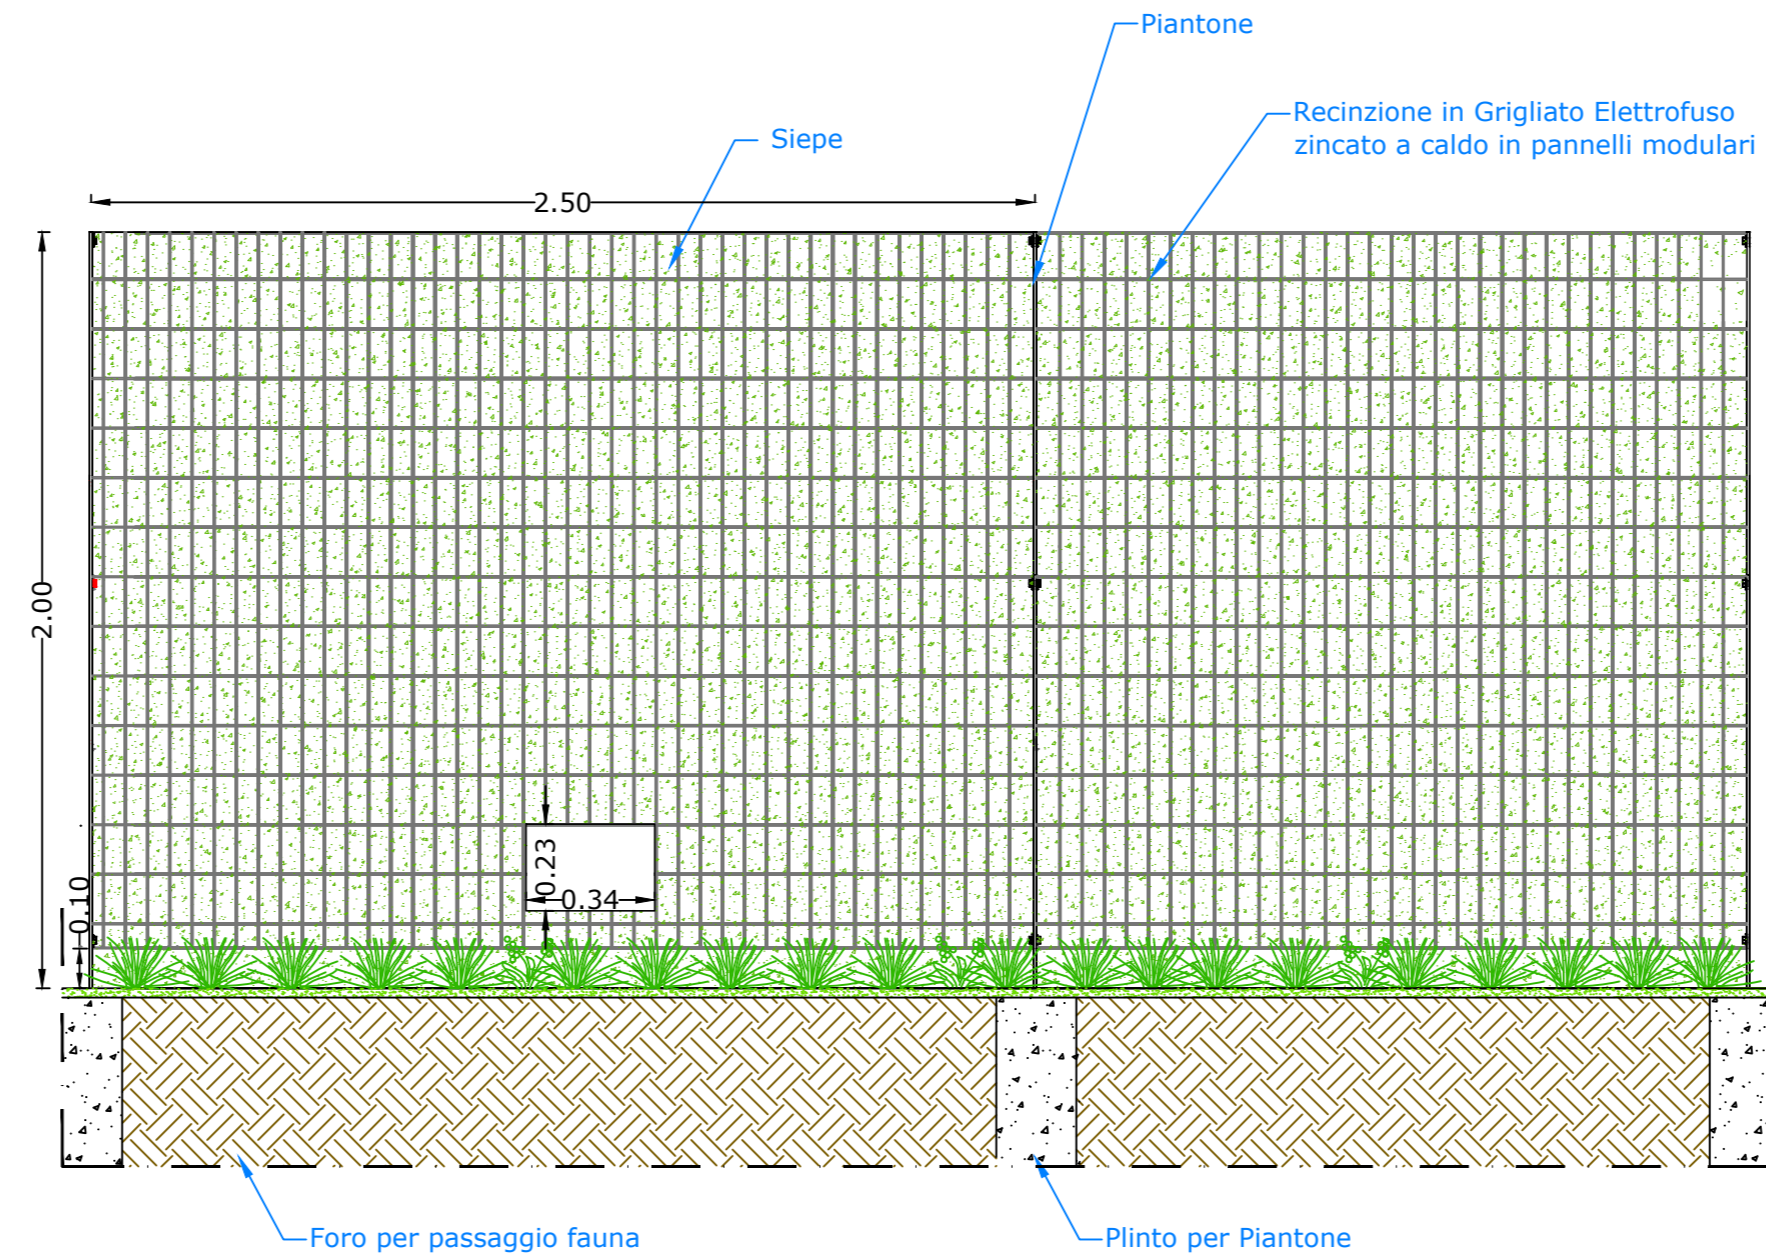 Piantone
Recinzione in Grigliato Elettrofuso
zincato a caldo in pannelli modulari
Siepe
2.50
2.00
0.23
0.34
0.10
Foro per passaggio fauna
Plinto per Piantone